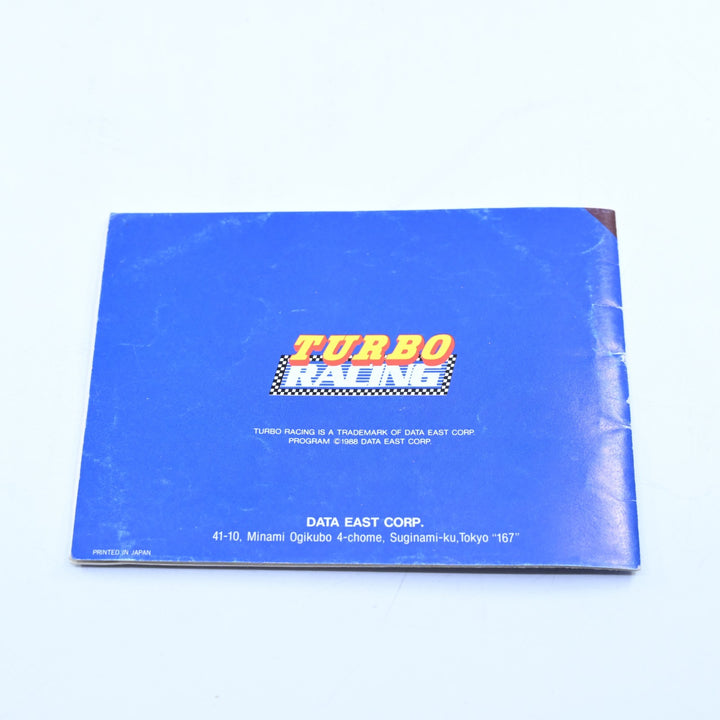 TURBO
RACING
TURBO RACING IS A TRADEMARK OF DATA EAST CORP.
PROGRAM ©1988 DATA EAST CORP.
DATA EAST CORP.
41-10, Minami Ogikubo 4-chome, Suginami-ku,Tokyo "167"
PRINTED IN JAPAN